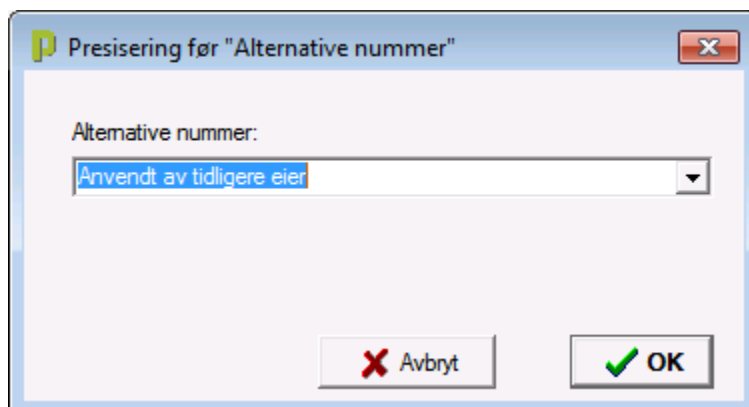 Presisering før "Alternative nummer"
Alternative nummer:
Anvendt av tidligere eier
Avbryt
OK